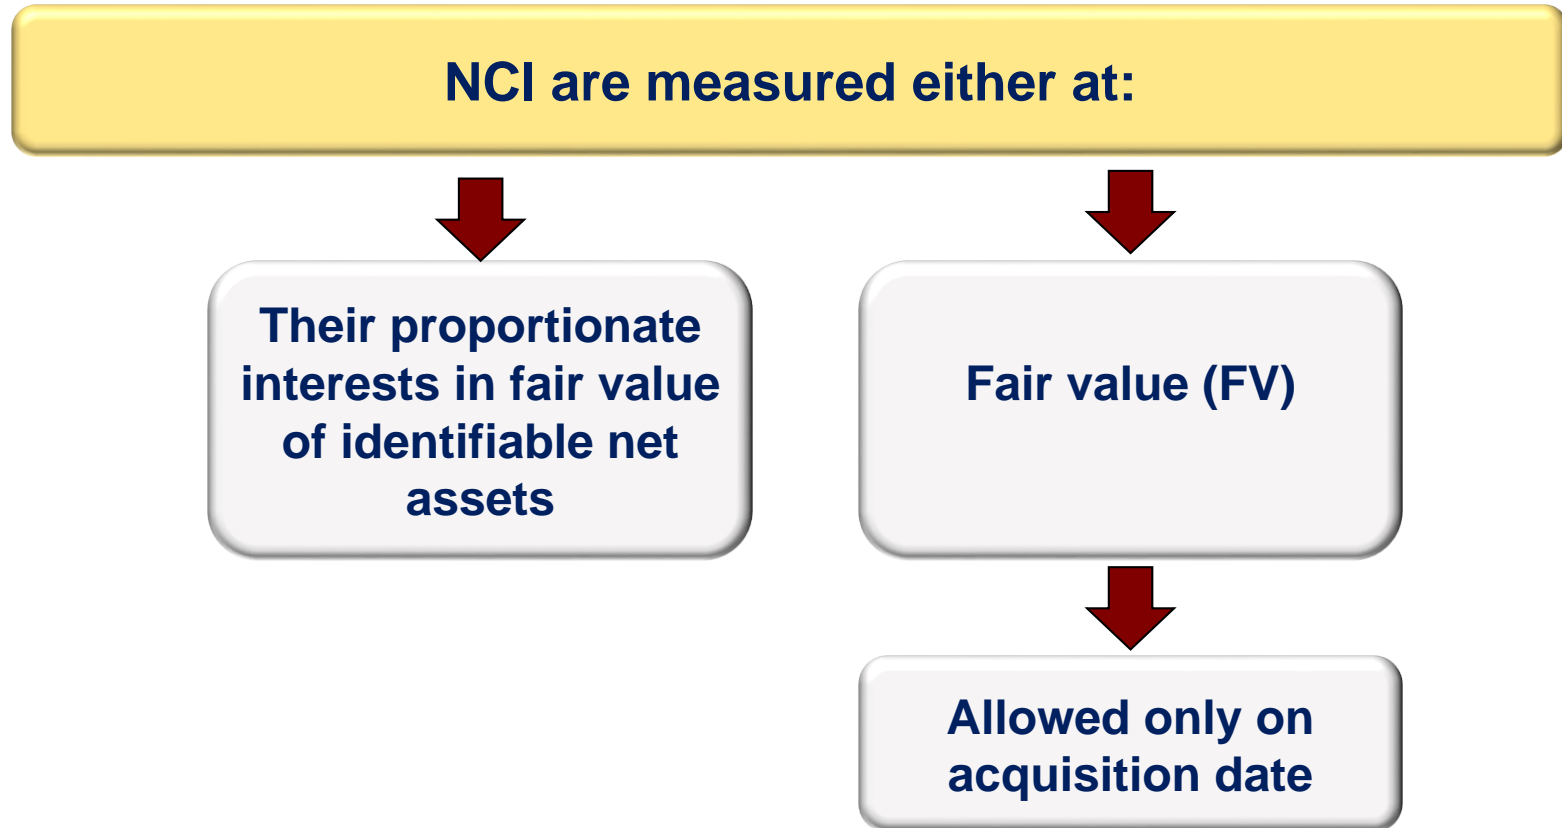 NCI are measured either at:
Their proportionate
interests in fair value
of identifiable net
assets
Fair value (FV)
Allowed only on
acquisition date